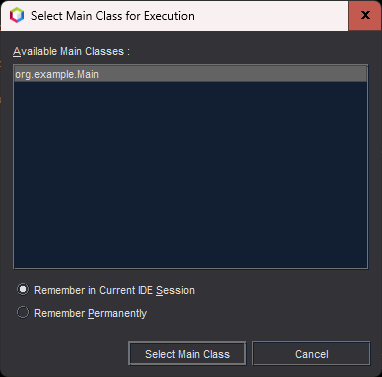 Select Main Class for Execution
Available Main Classes :
org.example.Main
Remember in Current IDE Session
Remember Permanently
Select Main Class
Cancel